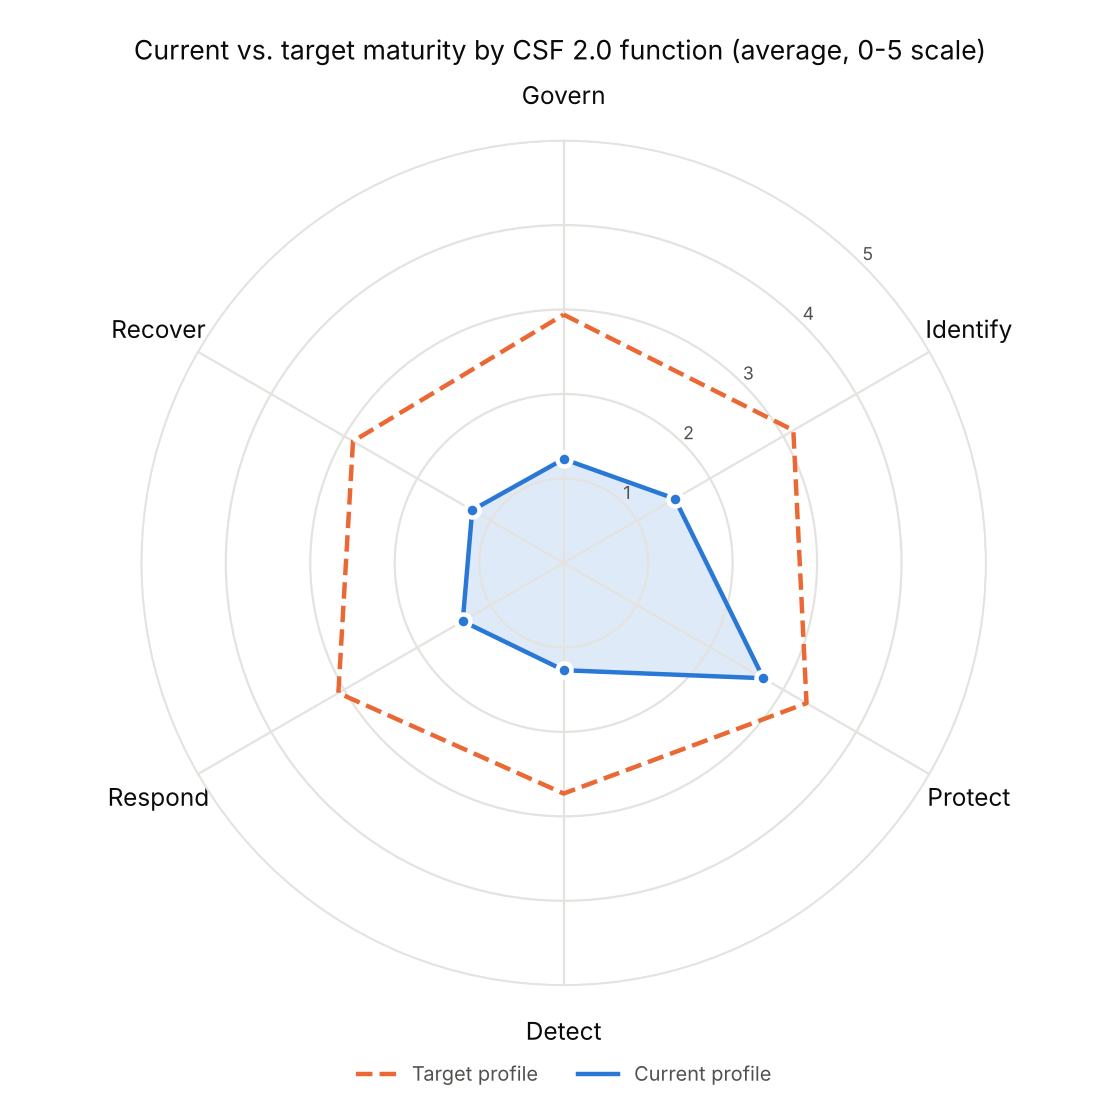 Current vs. target maturity by CSF 2.0 function (average, 0-5 scale)
Govern
5
Recover
Identify
4
3
2
1
Respond
Protect
Detect
Target profile
Current profile